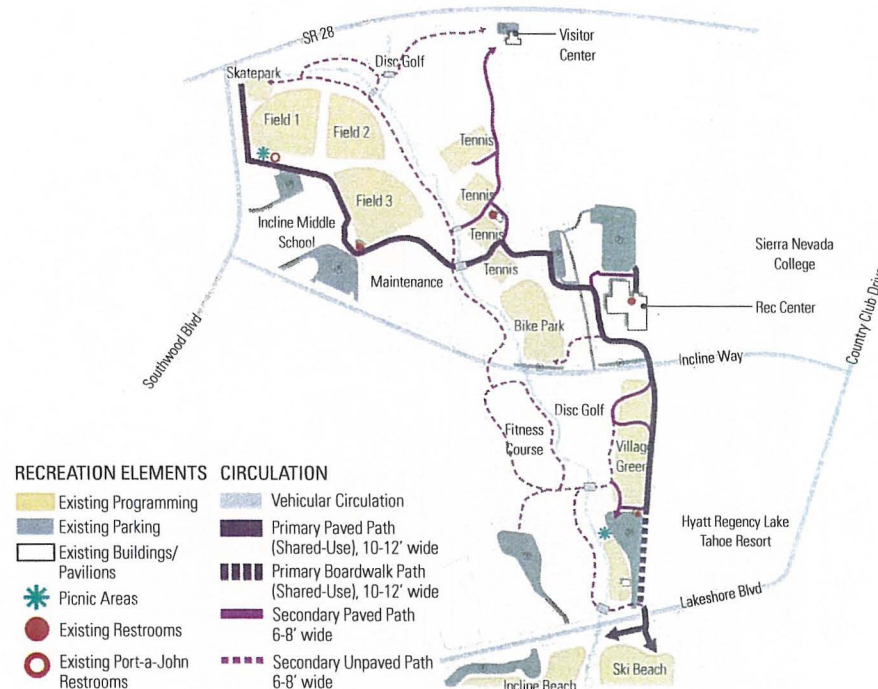 SR 28
Visitor
Center
Disc Golf
Skatepark
Field 1
Field 2
Tennis
Field 3
Tennis
Incline Middle
School
Tennis
Sierra Nevada
College
Maintenance
Tennis
Country Club Drive
Rec Center
Bike Park
Southwood Blvd
Incline Way
Disc Golf
Fitness
Course
Village
Green
RECREATION ELEMENTS
Existing Programming
Existing Parking
Existing Buildings/
Pavilions
Picnic Areas
Existing Restrooms
Existing Port-a-John
Restrooms
CIRCULATION
Vehicular Circulation
Primary Paved Path
(Shared-Use), 10-12' wide
Primary Boardwalk Path
(Shared-Use), 10-12' wide
Secondary Paved Path
6-8' wide
Secondary Unpaved Path
6-8' wide
Hyatt Regency Lake
Tahoe Resort
Lakeshore Blvd
Ski Beach
Incline Beach